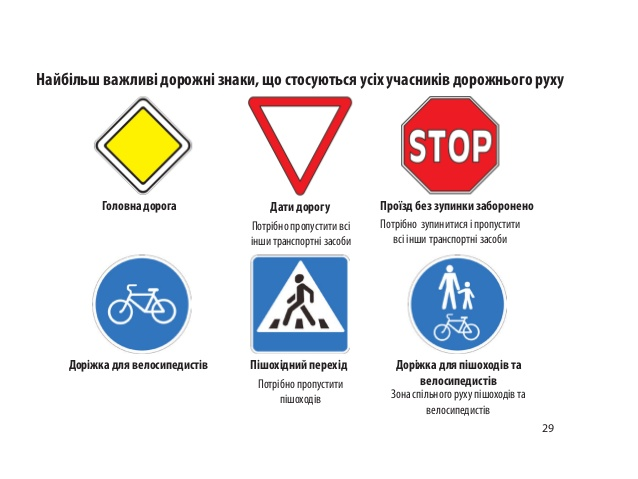 Найбільш важливі дорожні знаки, що стосуються усіх учасників дорожнього руху
STOP
Головна дорога
Дати дорогу
Проїзд без зупинки заборонено
Потрібно пропустити всі
інши транспортні засоби
Потрібно зупинитися і пропустити
всі інши транспортні засоби
Доріжка для велосипедистів
Пішохідний перехід
Потрібно пропустити
пішоходів
Доріжка для пішоходів та
велосипедистів
Зона спільного руху пішоходів та
велосипедистів
29